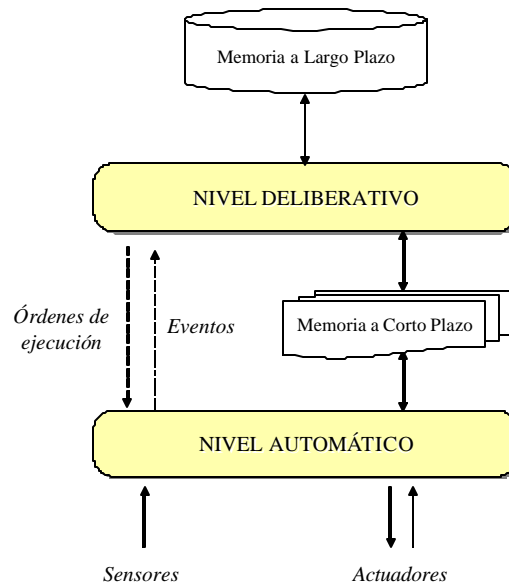 Memoria a Largo Plazo
NIVEL DELIBERATIVO
Órdenes de
ejecución
Eventos
Memoria a Corto Plazo
NIVEL AUTOMÁTICO
Sensores
Actuadores